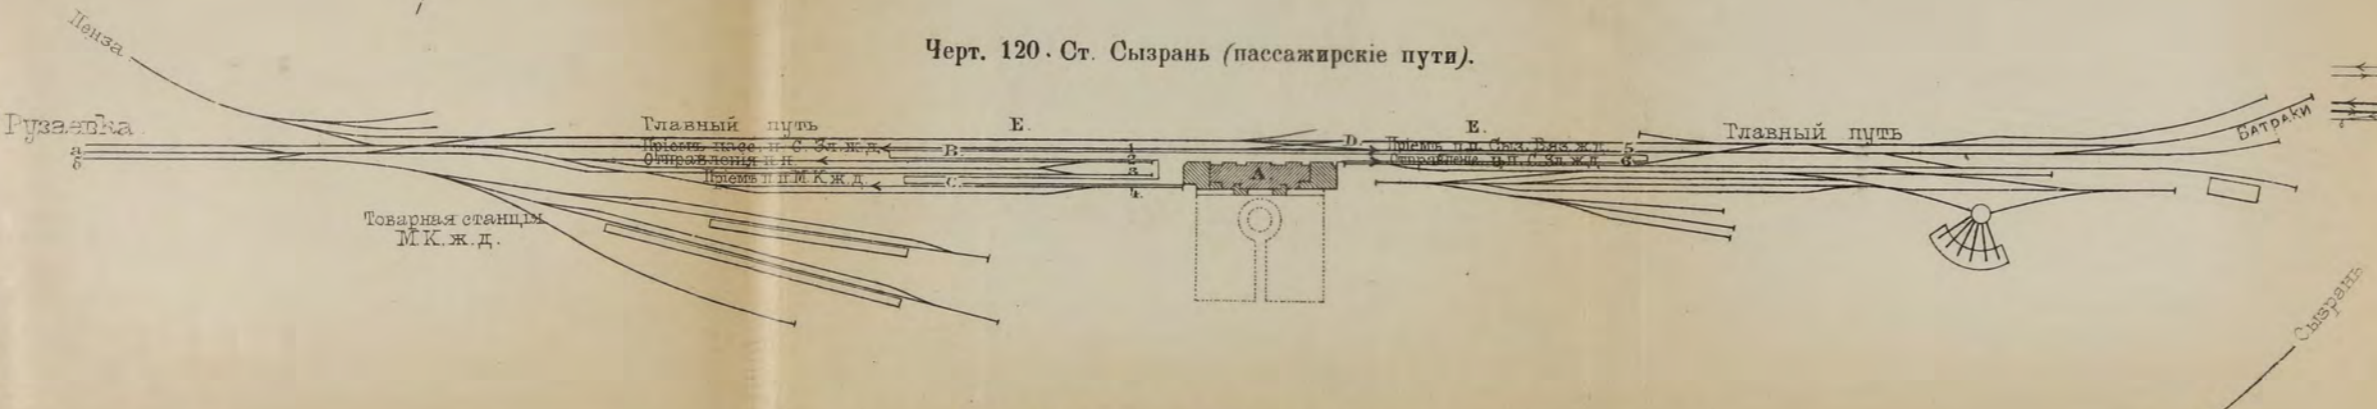 Черт. 120. Ст. Сызрань (пассажирскіе пути).
Пенза
Рузаевка
а
б
Главный путь
Е.
Пріемъ пасс. п. С-Зл.ж.д.
В.
1
Отправленія п.п.
2
3
Пріемъ п.п. М.К.ж.д.
С.
4.
Товарная станція
М.К.ж.д.
А
D.
Е.
Пріемъ п.п. Сыз.Вяз.ж.д.
5
Отправленіе п.п. С.Зл.ж.д.
6
Главный путь
Батраки
Сызрань